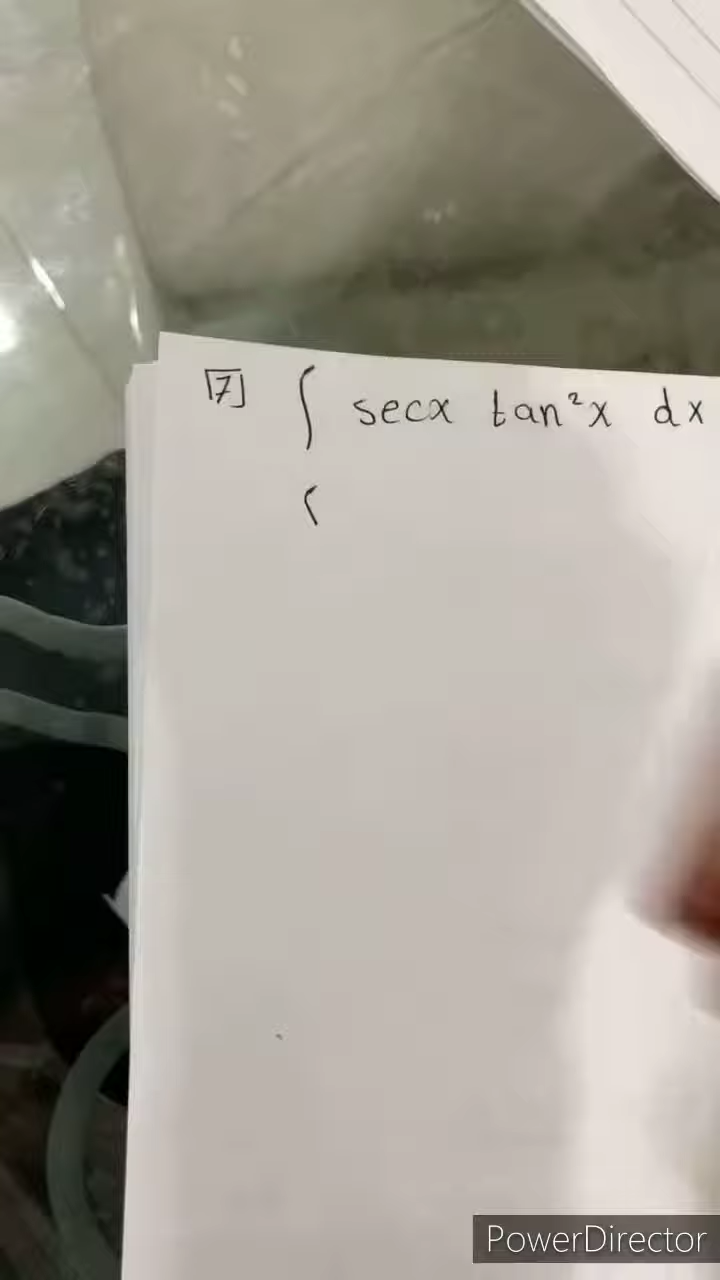 7 ∫ secx tan²x dx
∫
PowerDirector